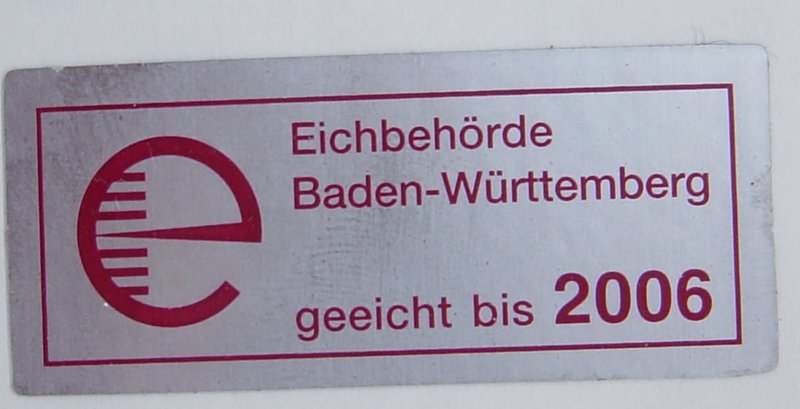 Eichbehörde
Baden-Württemberg
geeicht bis 2006